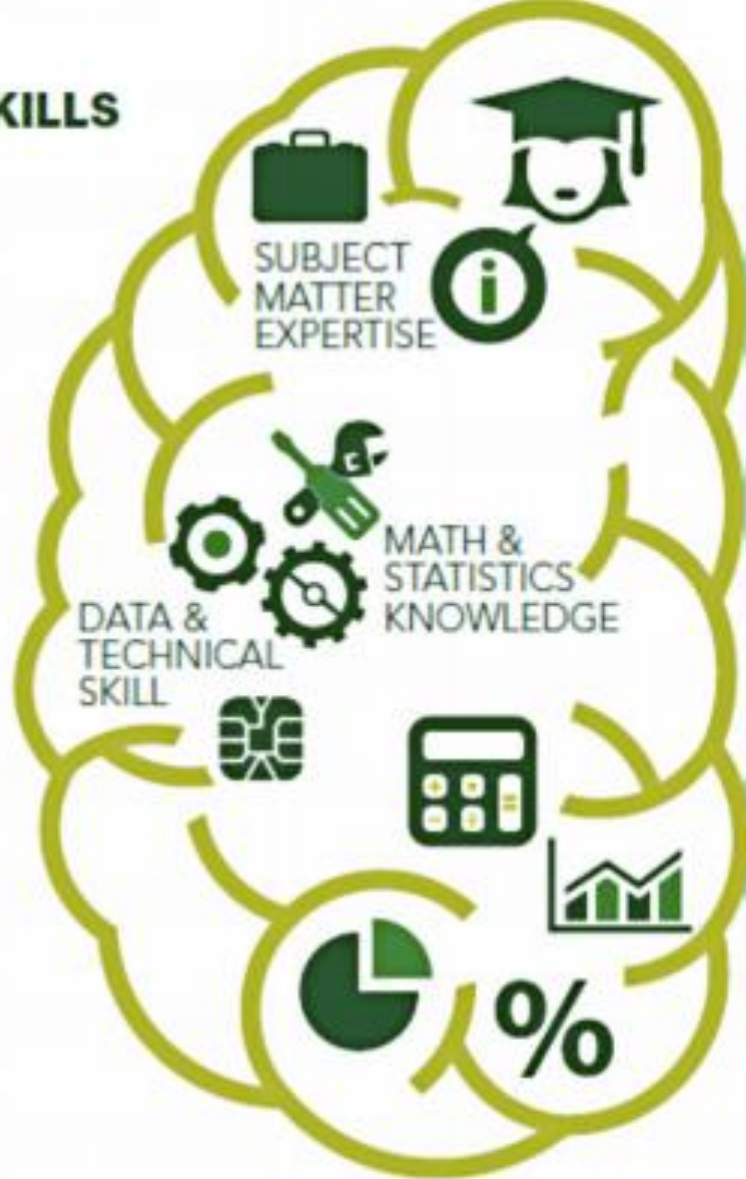 KILLS
SUBJECT
MATTER
EXPERTISE
i
MATH &
STATISTICS
KNOWLEDGE
DATA &
TECHNICAL
SKILL
%